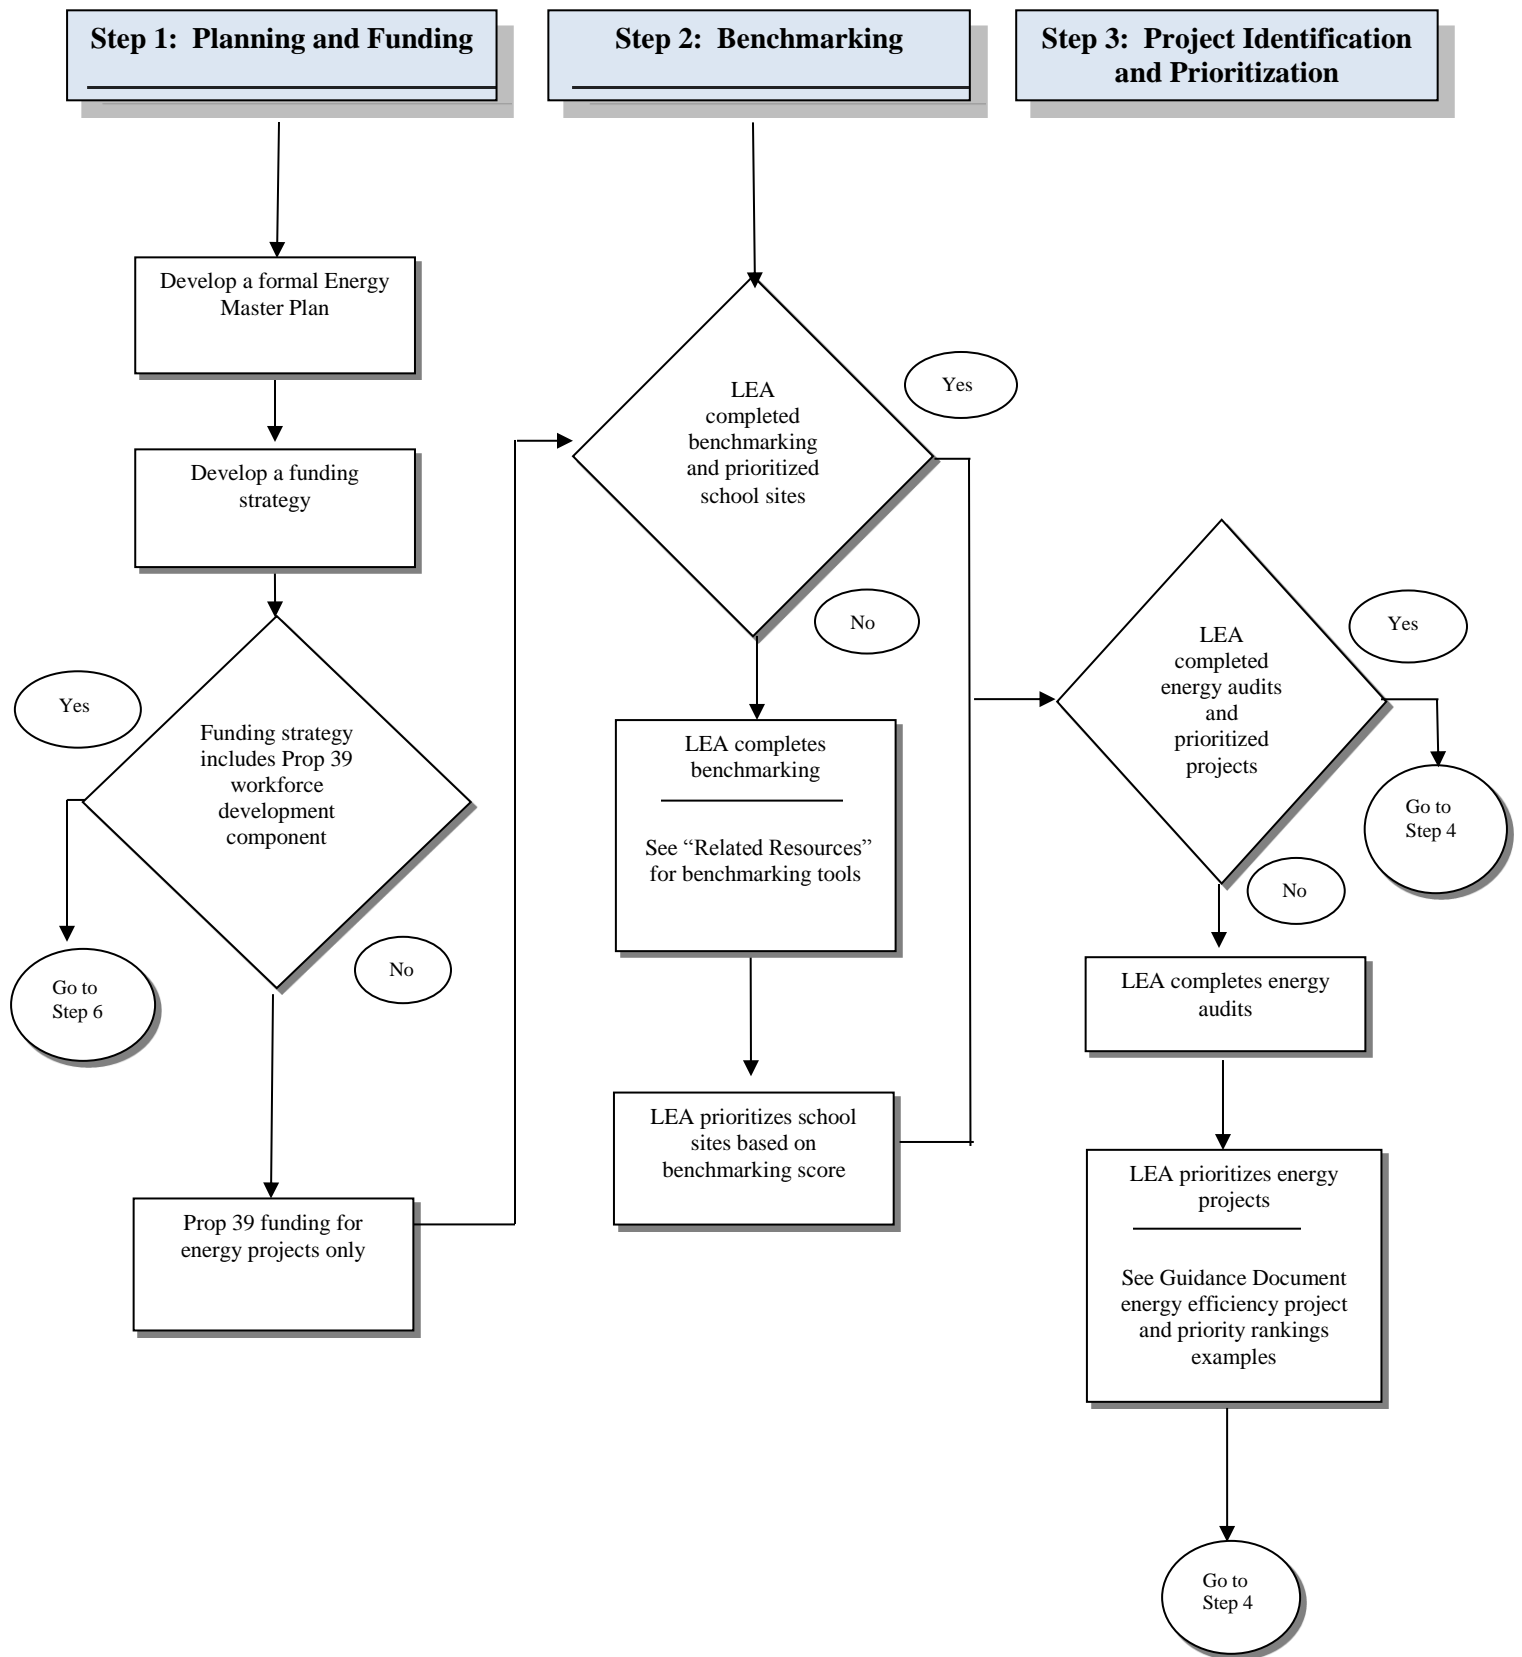 Step 1:  Planning and Funding
Develop a formal Energy
Master Plan
Develop a funding
strategy
Yes
Funding strategy
includes Prop 39
workforce
development
component
Go to
Step 6
No
Prop 39 funding for
energy projects only
Step 2:  Benchmarking
LEA
completed
benchmarking
and prioritized
school sites
Yes
No
LEA completes
benchmarking
See “Related Resources”
for benchmarking tools
LEA prioritizes school
sites based on
benchmarking score
Step 3:  Project Identification
and Prioritization
LEA
completed
energy audits
and
prioritized
projects
Yes
Go to
Step 4
No
LEA completes energy
audits
LEA prioritizes energy
projects
See Guidance Document
energy efficiency project
and priority rankings
examples
Go to
Step 4